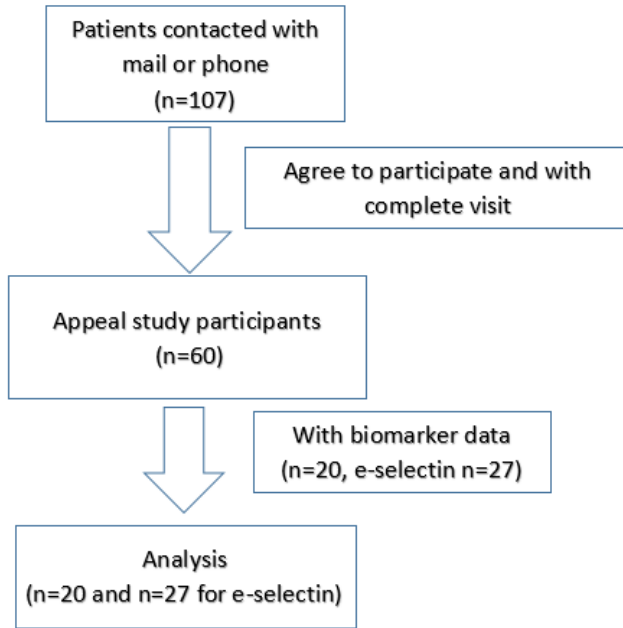 Patients contacted with
mail or phone
(n=107)
Agree to participate and with
complete visit
Appeal study participants
(n=60)
With biomarker data
(n=20, e-selectin n=27)
Analysis
(n=20 and n=27 for e-selectin)